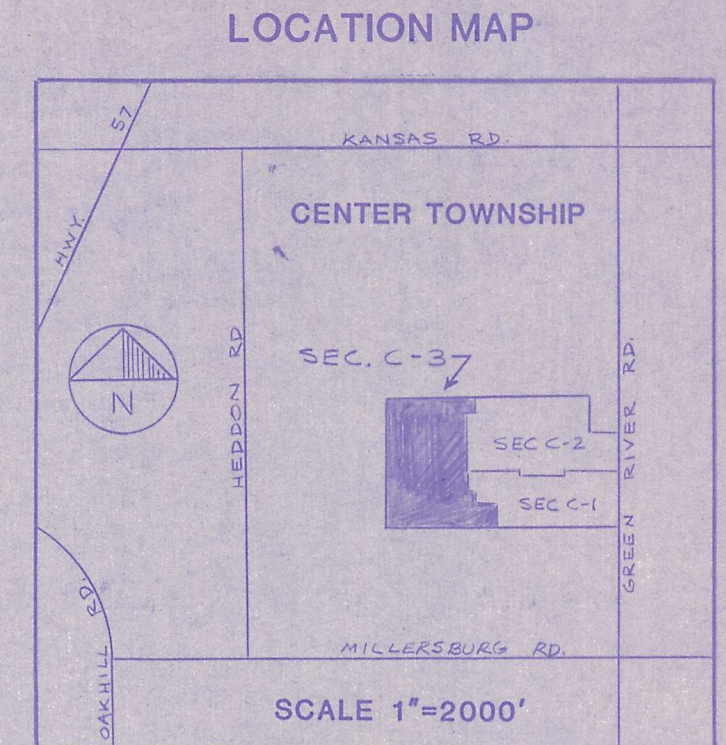 LOCATION MAP
HWY. 57
KANSAS RD.
CENTER TOWNSHIP
SEC. C-3
N
HEDDON RD
GREEN RIVER RD.
SEC C-2
SEC C-1
OAKHILL RD.
MILLERSBURG RD.
SCALE 1"=2000'